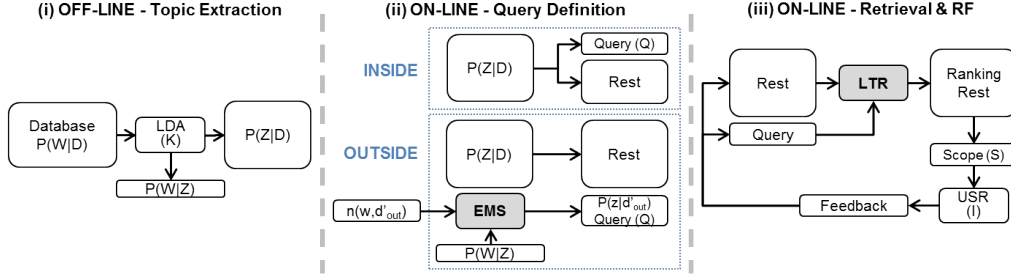 (i) OFF-LINE - Topic Extraction
Database
P(W|D)
LDA
(K)
P(Z|D)
P(W|Z)
(ii) ON-LINE - Query Definition
INSIDE
P(Z|D)
Query (Q)
Rest
OUTSIDE
P(Z|D)
Rest
n(w,d'out)
EMS
P(z|d'out)
Query (Q)
P(W|Z)
(iii) ON-LINE - Retrieval & RF
Rest
LTR
Ranking
Rest
Query
Scope (S)
USR
(I)
Feedback